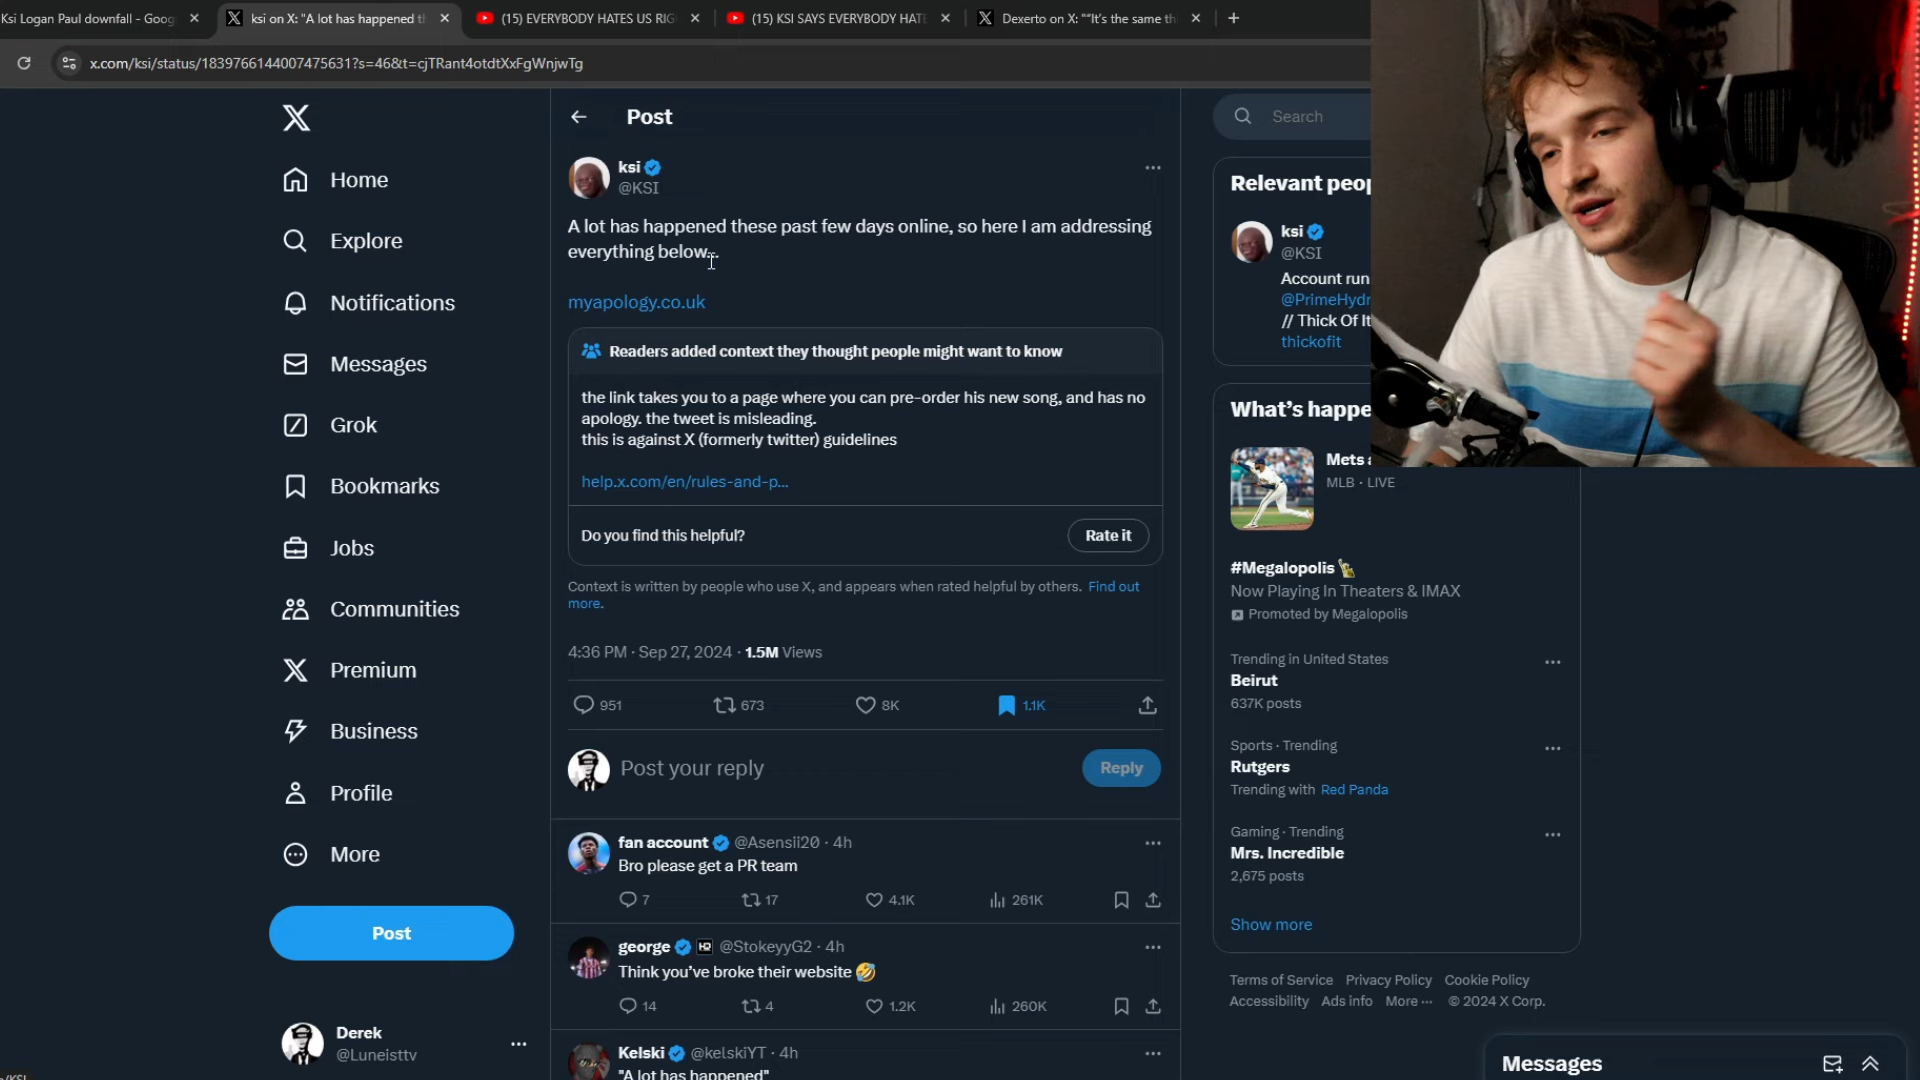 Ksi Logan Paul downfall - Goog
ksi on X: "A lot has happened th
(15) EVERYBODY HATES US RIG
(15) KSI SAYS EVERYBODY HATE
Dexerto on X: ""It's the same th
x.com/ksi/status/1839766144007475631?s=46&t=cjTRant4otdtXxFgWnjwTg
Home
Explore
Notifications
Messages
Grok
Bookmarks
Jobs
Communities
Premium
Business
Profile
More
Post
Derek
@Luneisttv
Post
ksi
@KSI
A lot has happened these past few days online, so here I am addressing
everything below...
myapology.co.uk
Readers added context they thought people might want to know
the link takes you to a page where you can pre-order his new song, and has no
apology. the tweet is misleading.
this is against X (formerly twitter) guidelines
help.x.com/en/rules-and-p...
Do you find this helpful?
Rate it
Context is written by people who use X, and appears when rated helpful by others. Find out
more.
4:36 PM · Sep 27, 2024 · 1.5M Views
951
673
8K
1.1K
Post your reply
Reply
fan account @Asensii20 · 4h
Bro please get a PR team
7
17
4.1K
261K
george HQ @StokeyyG2 · 4h
Think you've broke their website 🤣
14
4
1.2K
260K
Kelski @kelskiYT · 4h
"A lot has happened"
Search
Relevant peop
ksi
@KSI
Account run
@PrimeHydr
// Thick Of It
thickofit
What's happe
Mets
MLB · LIVE
#Megalopolis
Now Playing In Theaters & IMAX
Promoted by Megalopolis
Trending in United States
Beirut
637K posts
Sports · Trending
Rutgers
Trending with Red Panda
Gaming · Trending
Mrs. Incredible
2,675 posts
Show more
Terms of Service Privacy Policy Cookie Policy
Accessibility Ads info More ··· © 2024 X Corp.
Messages